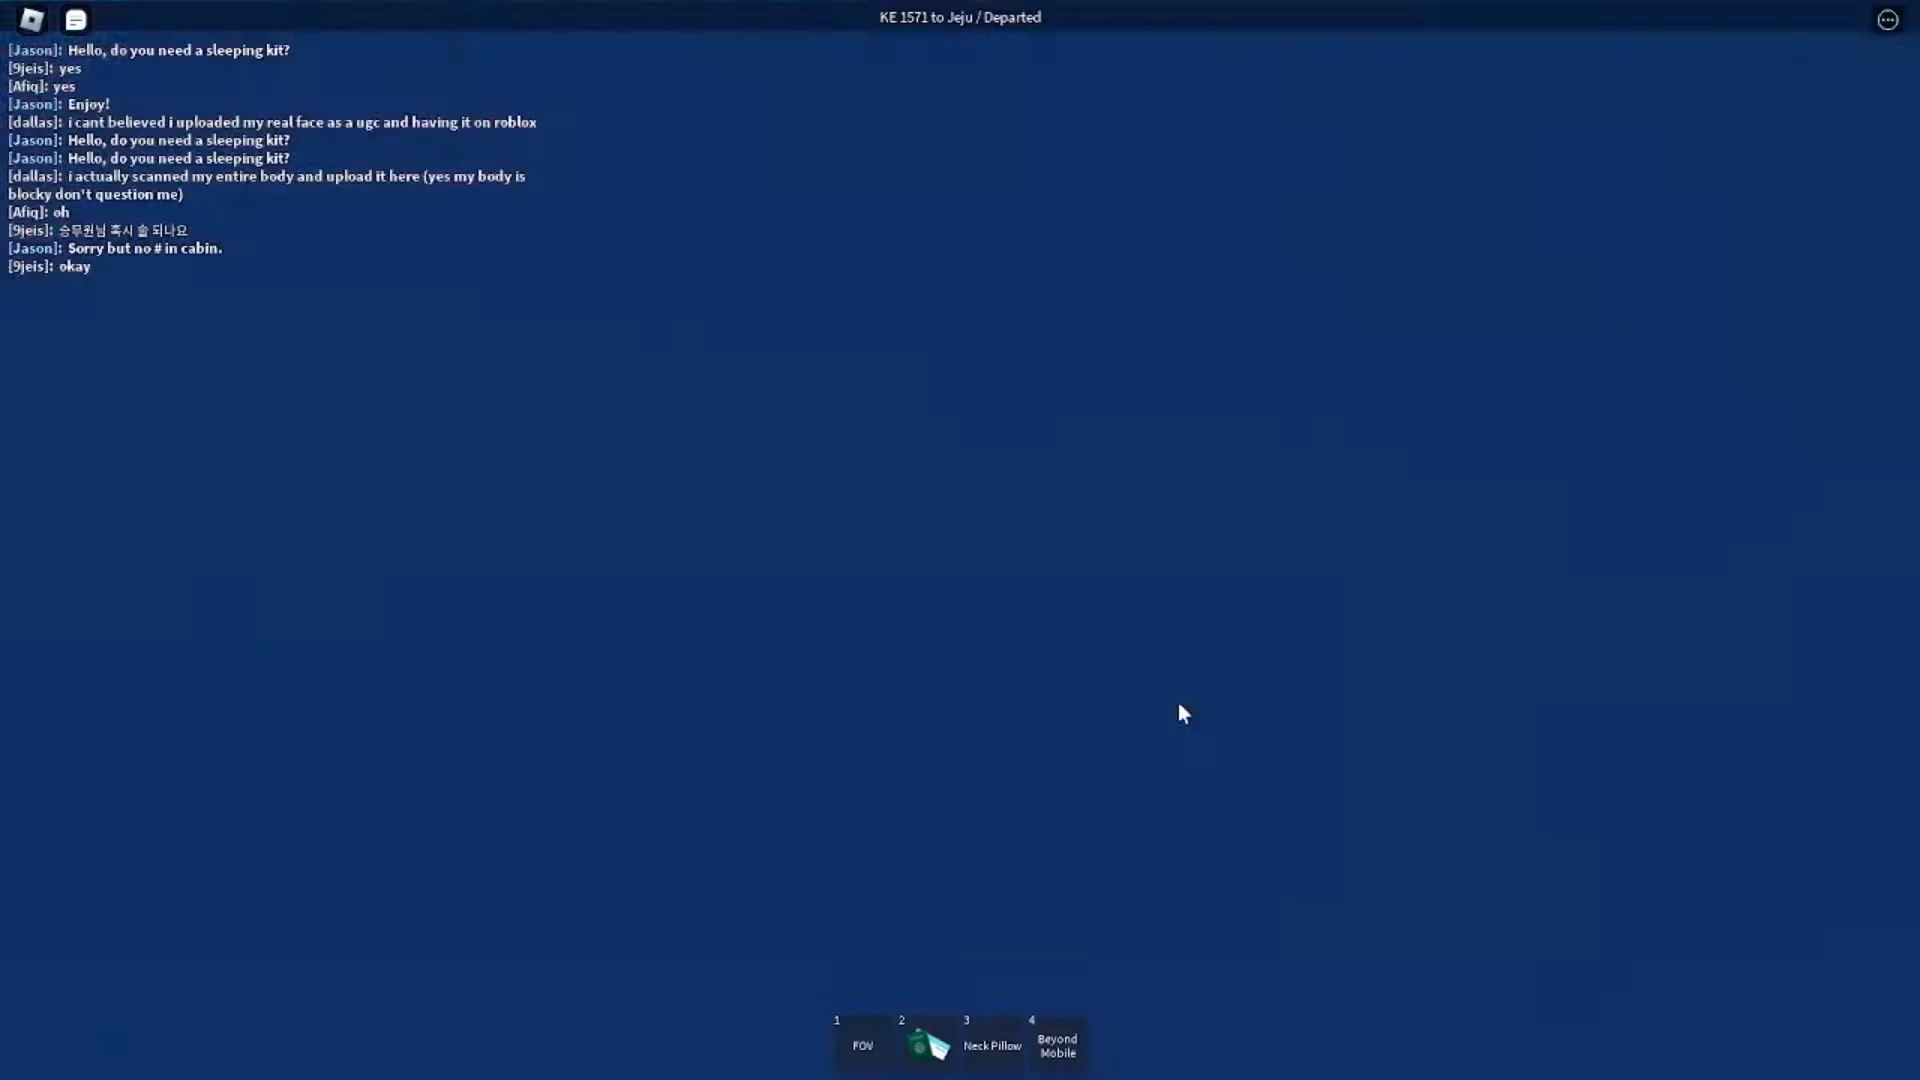 KE 1571 to Jeju / Departed
[Jason]: Hello, do you need a sleeping kit?
[9jeis]: yes
[Afiq]: yes
[Jason]: Enjoy!
[dallas]: i cant believed i uploaded my real face as a ugc and having it on roblox
[Jason]: Hello, do you need a sleeping kit?
[Jason]: Hello, do you need a sleeping kit?
[dallas]: i actually scanned my entire body and upload it here (yes my body is
blocky don't question me)
[Afiq]: oh
[9jeis]: 승무원님 혹시 술 되나요
[Jason]: Sorry but no # in cabin.
[9jeis]: okay
1
2
3
4
FOV
Neck Pillow
Beyond
Mobile